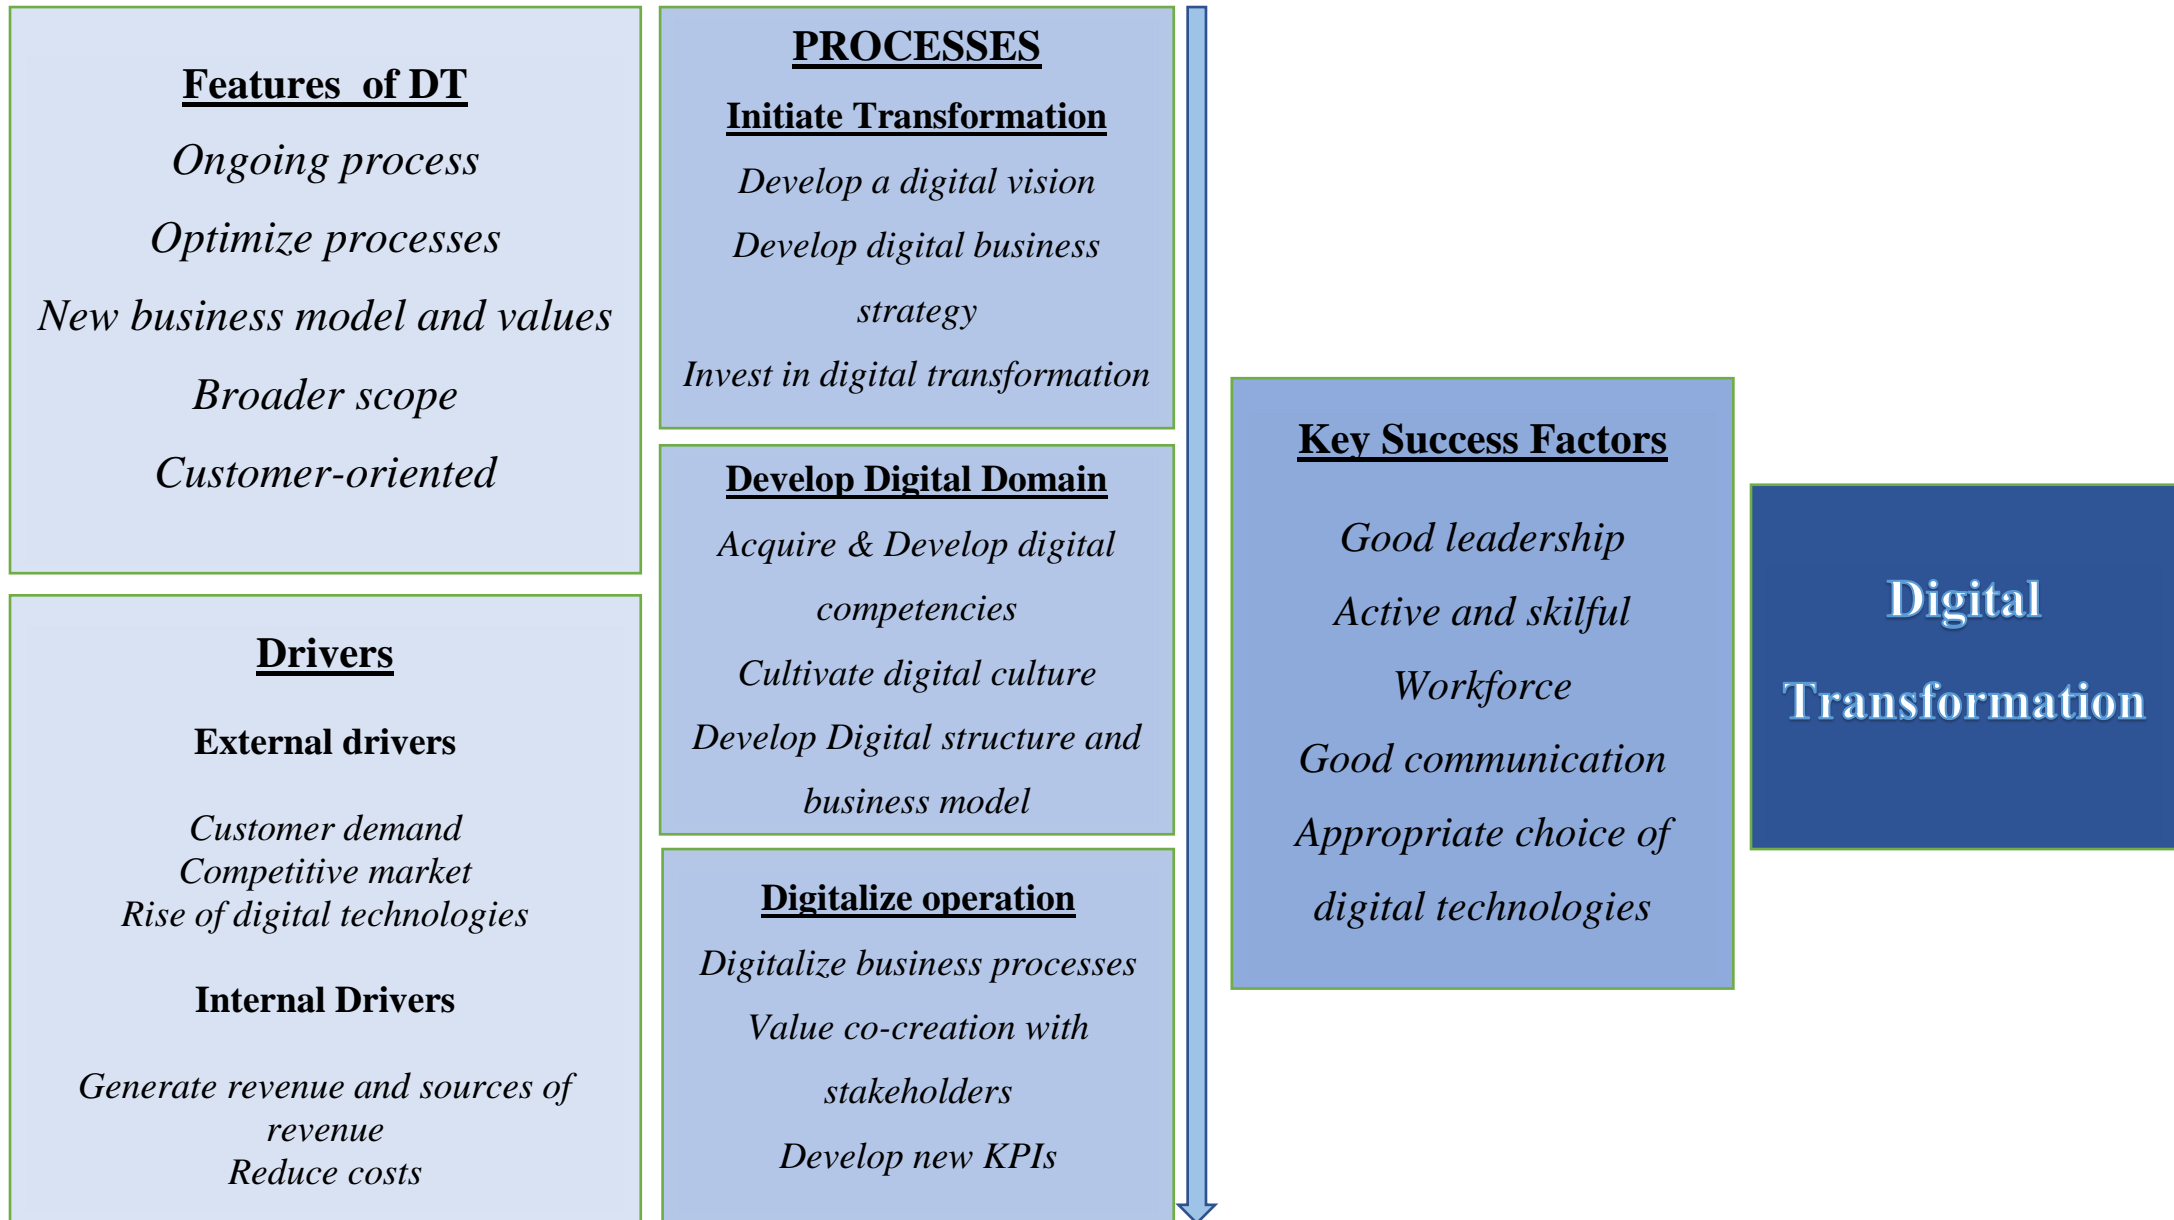 Features of DT
Ongoing process
Optimize processes
New business model and values
Broader scope
Customer-oriented
Drivers
External drivers
Customer demand
Competitive market
Rise of digital technologies
Internal Drivers
Generate revenue and sources of
revenue
Reduce costs
PROCESSES
Initiate Transformation
Develop a digital vision
Develop digital business
strategy
Invest in digital transformation
Develop Digital Domain
Acquire & Develop digital
competencies
Cultivate digital culture
Develop Digital structure and
business model
Digitalize operation
Digitalize business processes
Value co-creation with
stakeholders
Develop new KPIs
Key Success Factors
Good leadership
Active and skilful
Workforce
Good communication
Appropriate choice of
digital technologies
Digital
Transformation